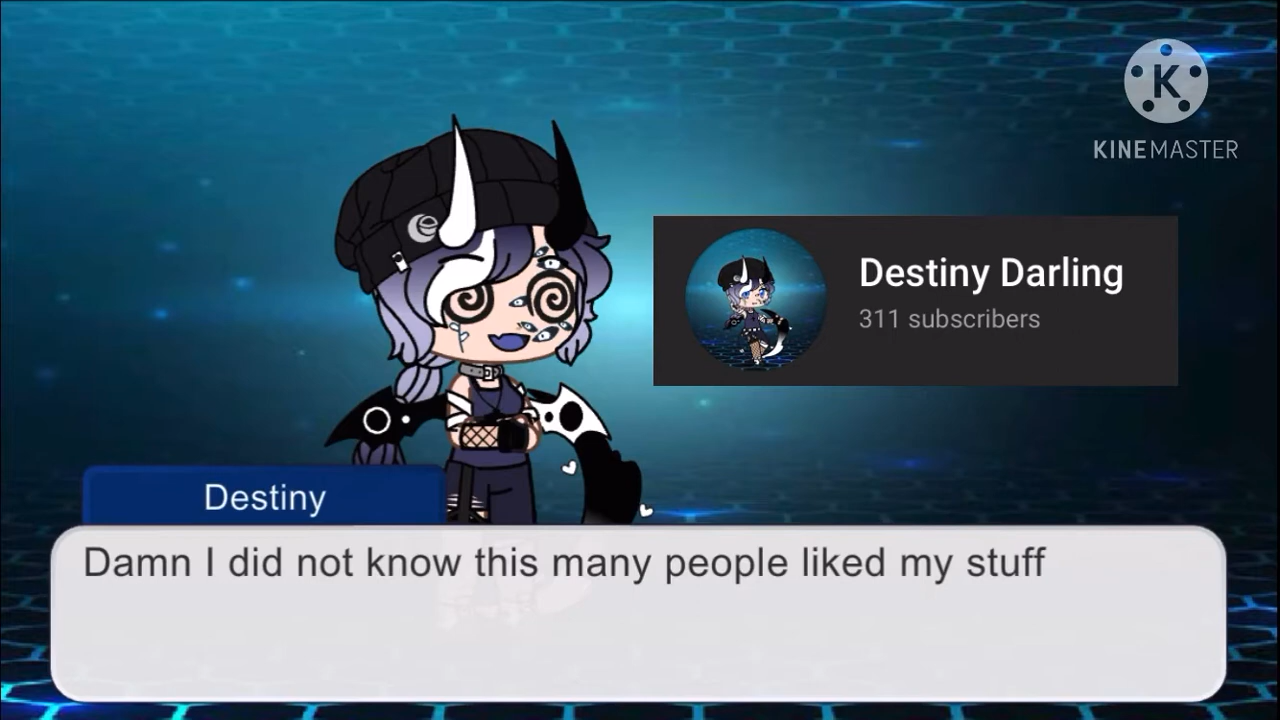 K
KINEMASTER
Destiny Darling
311 subscribers
Destiny
Damn I did not know this many people liked my stuff